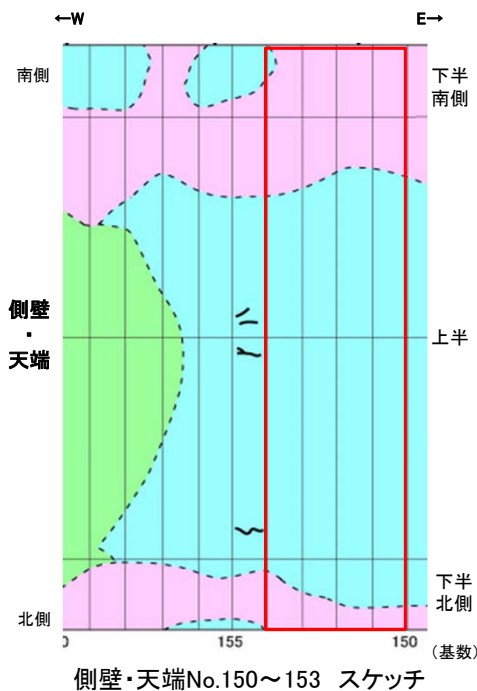 ←W
E→
南側
下半
南側
側壁
・
天端
上半
下半
北側
北側
0
155
150
(基数)
側壁・天端No.150～153 スケッチ